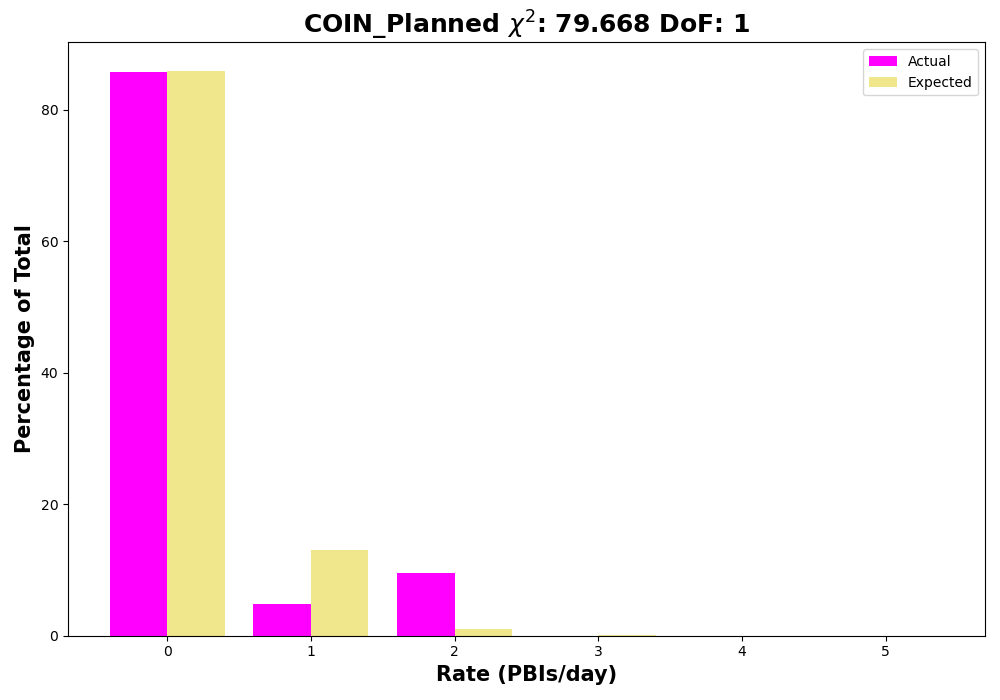 COIN_Planned χ²: 79.668 DoF: 1
Actual
Expected
Percentage of Total
80
60
40
20
0
0 1 2 3 4 5
Rate (PBIs/day)